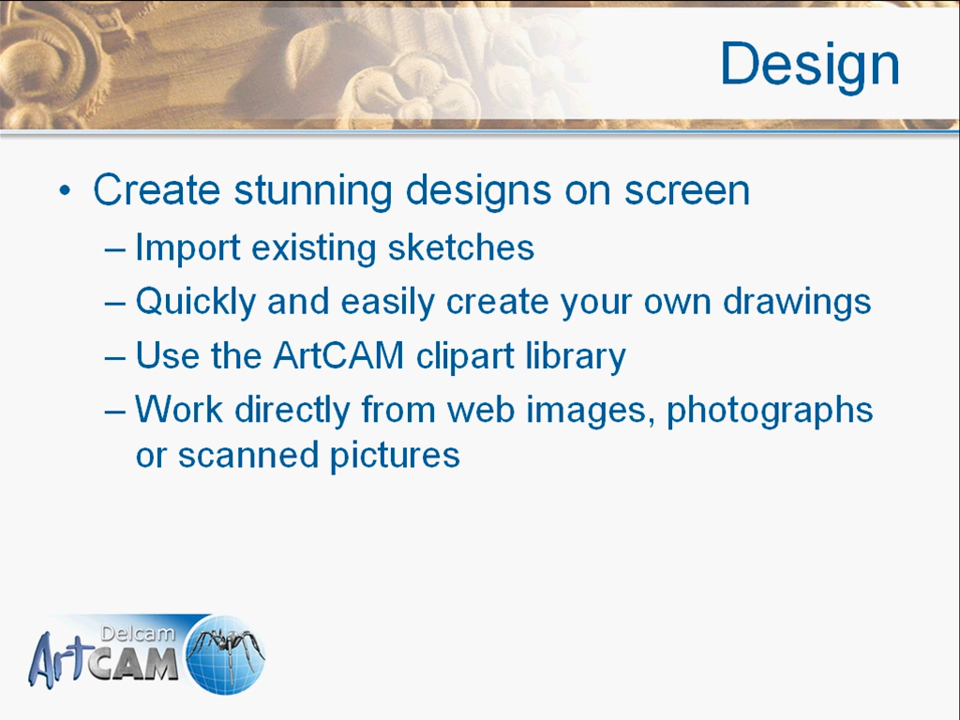 Design
• Create stunning designs on screen
– Import existing sketches
– Quickly and easily create your own drawings
– Use the ArtCAM clipart library
– Work directly from web images, photographs
or scanned pictures
Delcam
ArtCAM